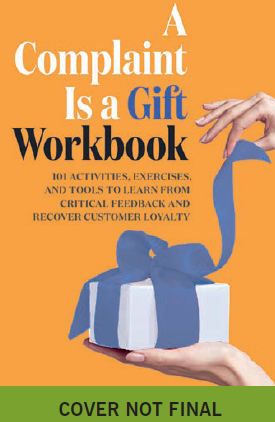 A
Complaint
Is a Gift
Workbook
101 ACTIVITIES, EXERCISES,
AND TOOLS TO LEARN FROM
CRITICAL FEEDBACK AND
RECOVER CUSTOMER LOYALTY
COVER NOT FINAL